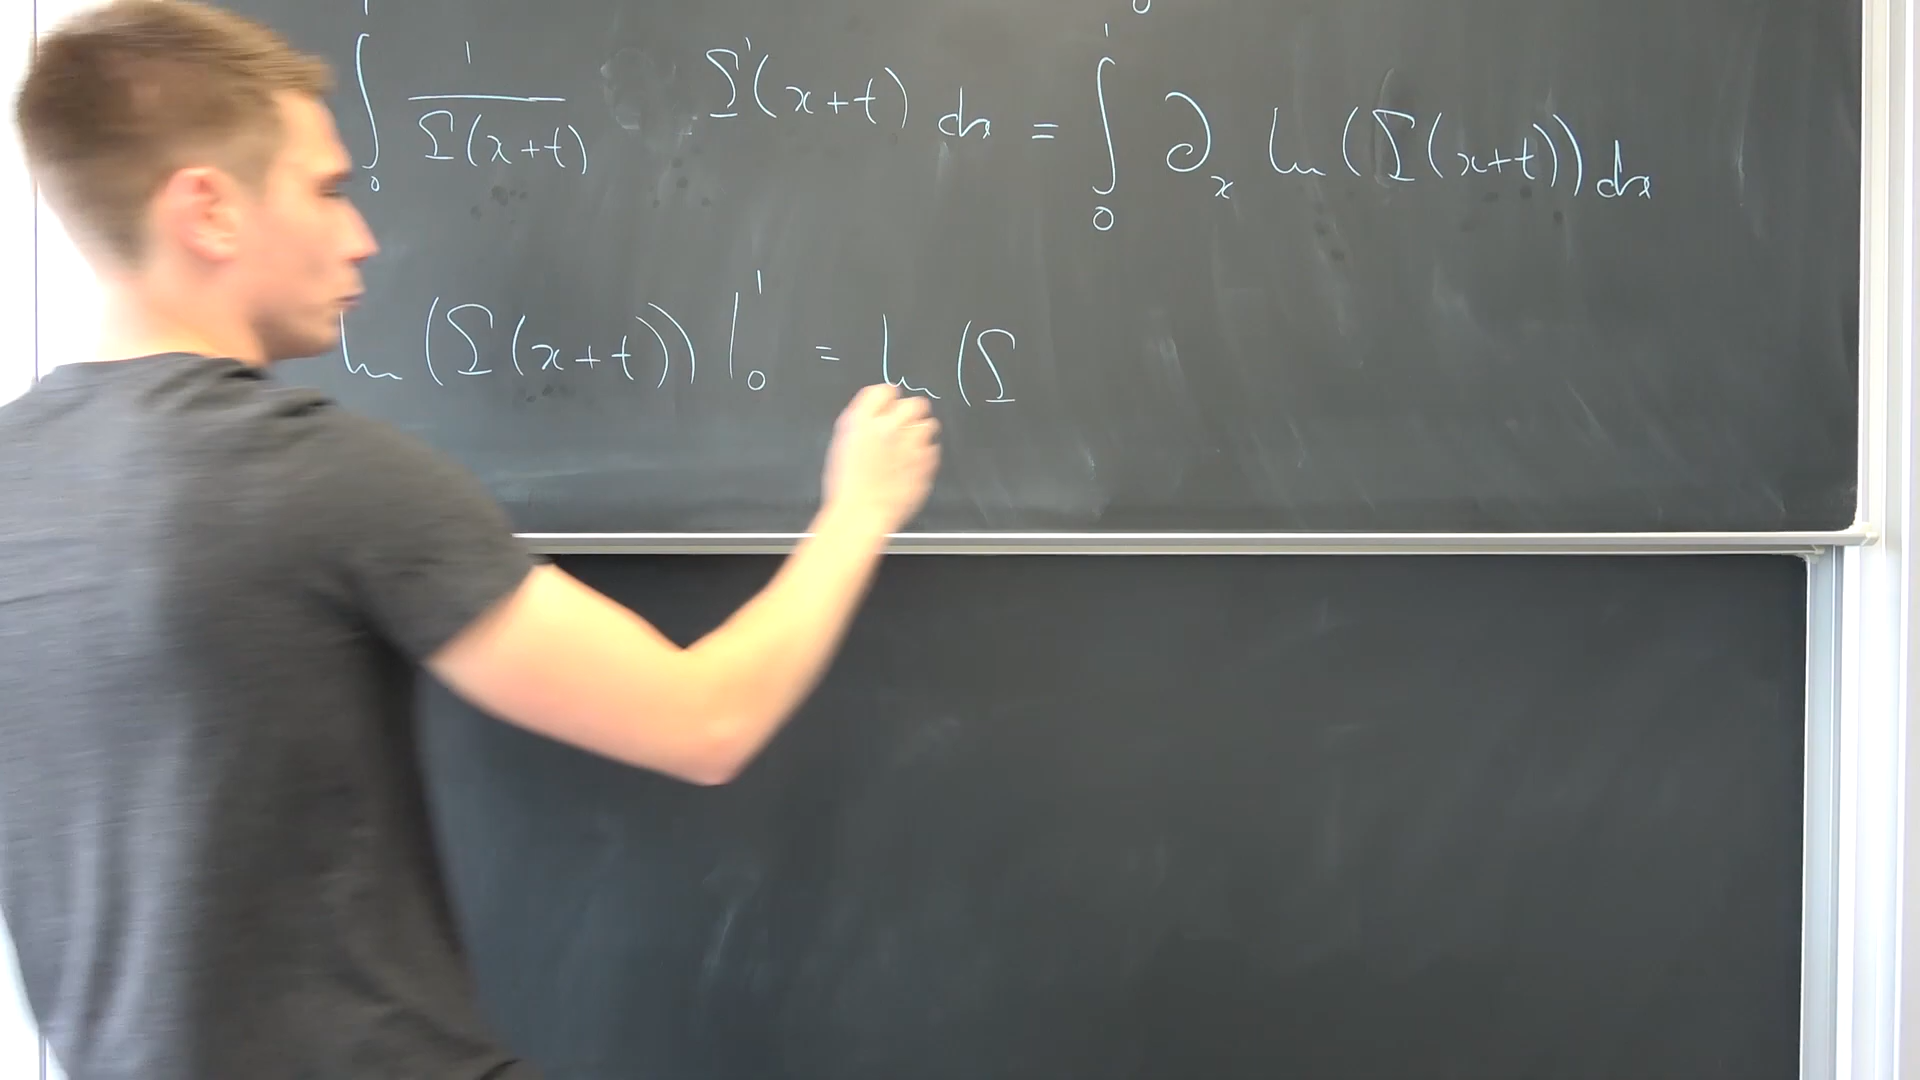 ∫₀¹ 1/Γ(x+t) Γ'(x+t) dx = ∫₀¹ ∂ₓ ln(Γ(x+t)) dx
ln(Γ(x+t))|₀¹ = ln(Γ